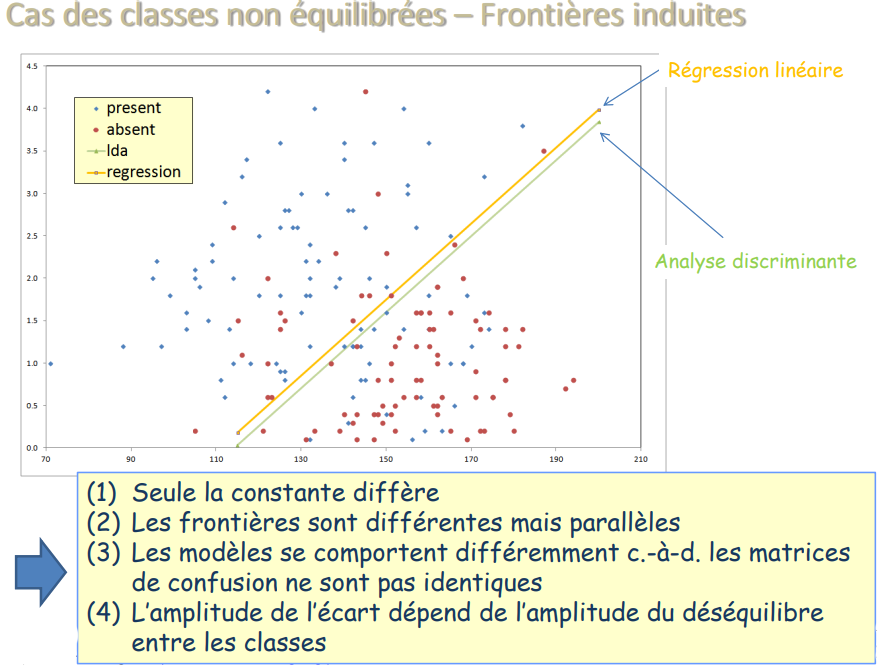 Cas des classes non équilibrées – Frontières induites
4.5
4.0
3.5
3.0
2.5
2.0
1.5
1.0
0.5
0.0
70
90
110
130
150
170
190
210
present
absent
lda
regression
Régression linéaire
Analyse discriminante
(1) Seule la constante diffère
(2) Les frontières sont différentes mais parallèles
(3) Les modèles se comportent différemment c.-à-d. les matrices
de confusion ne sont pas identiques
(4) L'amplitude de l'écart dépend de l'amplitude du déséquilibre
entre les classes